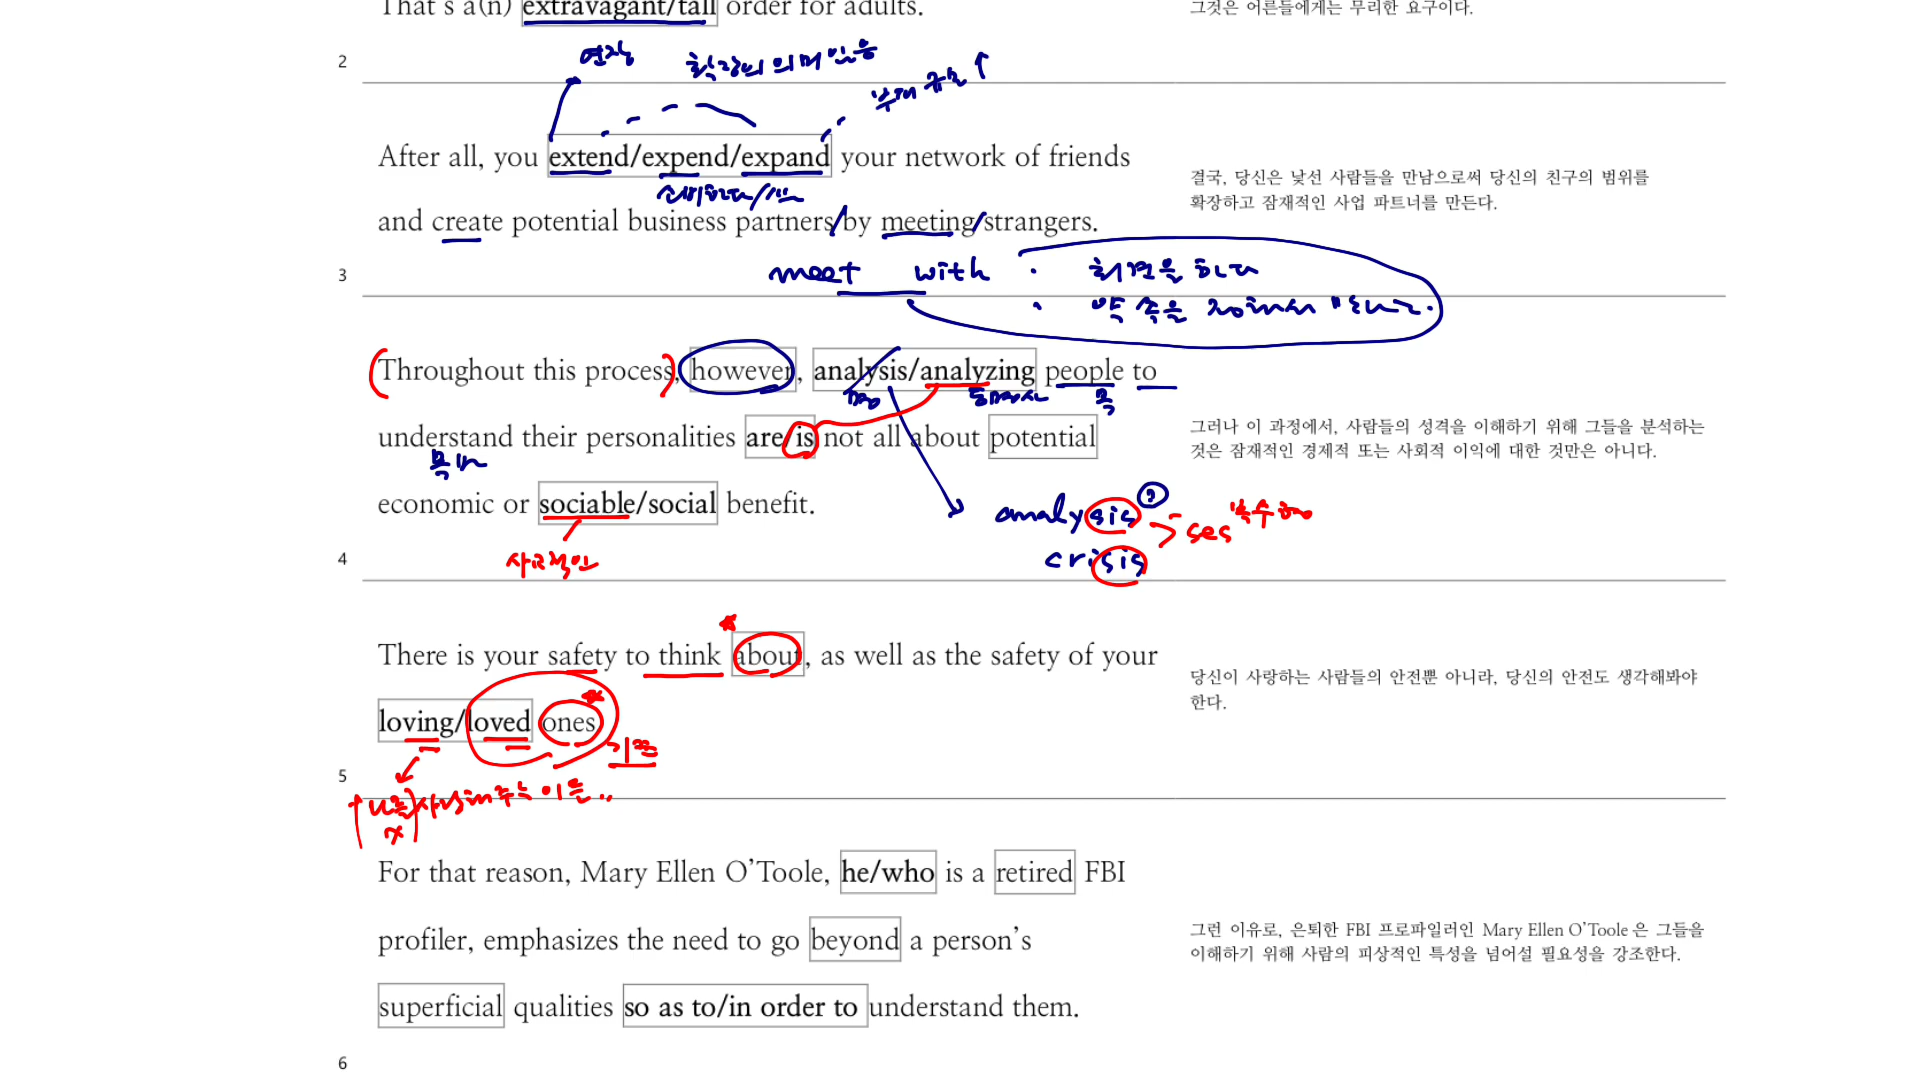 That's a(n) extravagant/tall order for adults.
그것은 어른들에게는 무리한 요구이다.
2
연장
확장의 의미 있음
부피 규모 ↑
After all, you extend/expend/expand your network of friends
소비하다/쓰다
and create potential business partners/by meeting/strangers.
결국, 당신은 낯선 사람들을 만남으로써 당신의 친구의 범위를
확장하고 잠재적인 사업 파트너를 만든다.
3
meet with · 회견을 하다
· 약속을 정해서 만나다.
(Throughout this process), however, analysis/analyzing people to
명 동명사 목
understand their personalities are/is not all about potential
목(n
economic or sociable/social benefit.
사교적인
그러나 이 과정에서, 사람들의 성격을 이해하기 위해 그들을 분석하는
것은 잠재적인 경제적 또는 사회적 이익에 대한 것만은 아니다.
analysis > ses 복수형
crisis
4
There is your safety to think about, as well as the safety of your
loving/loved ones.
당신이 사랑하는 사람들의 안전뿐 아니라, 당신의 안전도 생각해봐야
한다.
5
(나를) 사랑해주는 이들..
x
For that reason, Mary Ellen O'Toole, he/who is a retired FBI
profiler, emphasizes the need to go beyond a person's
superficial qualities so as to/in order to understand them.
그런 이유로, 은퇴한 FBI 프로파일러인 Mary Ellen O'Toole 은 그들을
이해하기 위해 사람의 피상적인 특성을 넘어설 필요성을 강조한다.
6